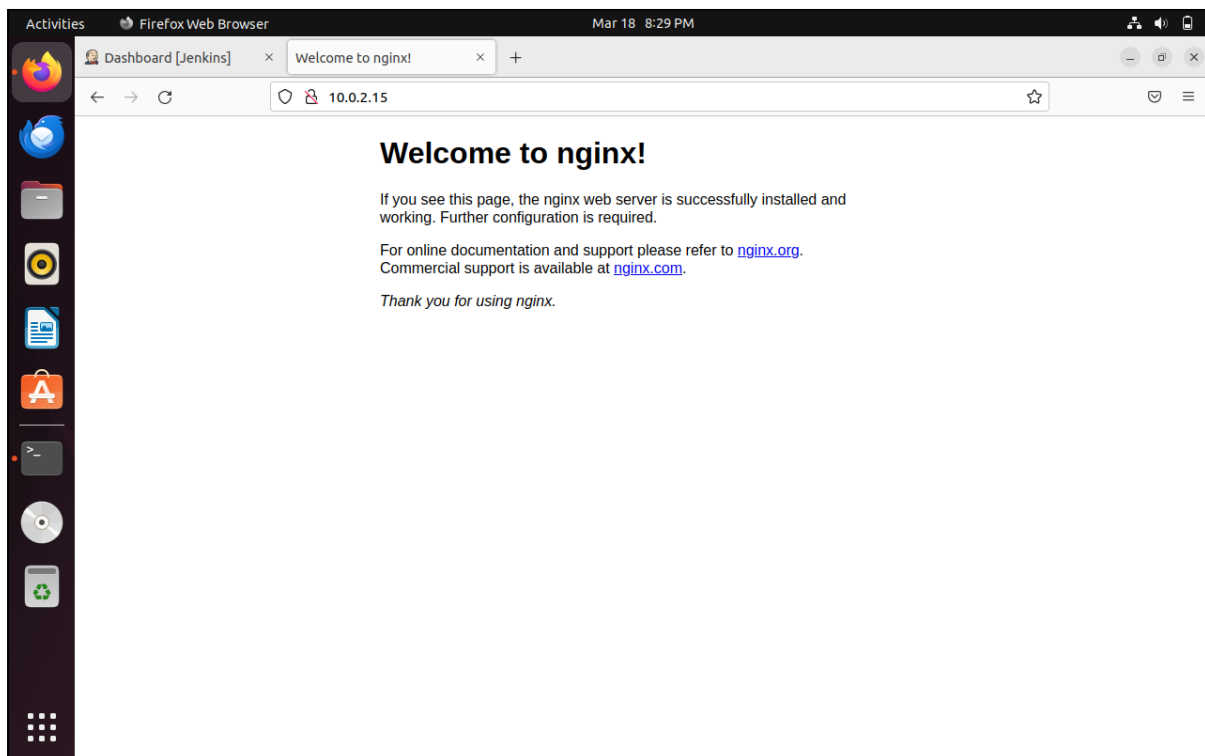 Activities Firefox Web Browser Mar 18 8:29 PM
Dashboard [Jenkins] × Welcome to nginx! × +
10.0.2.15
Welcome to nginx!
If you see this page, the nginx web server is successfully installed and
working. Further configuration is required.
For online documentation and support please refer to nginx.org.
Commercial support is available at nginx.com.
Thank you for using nginx.